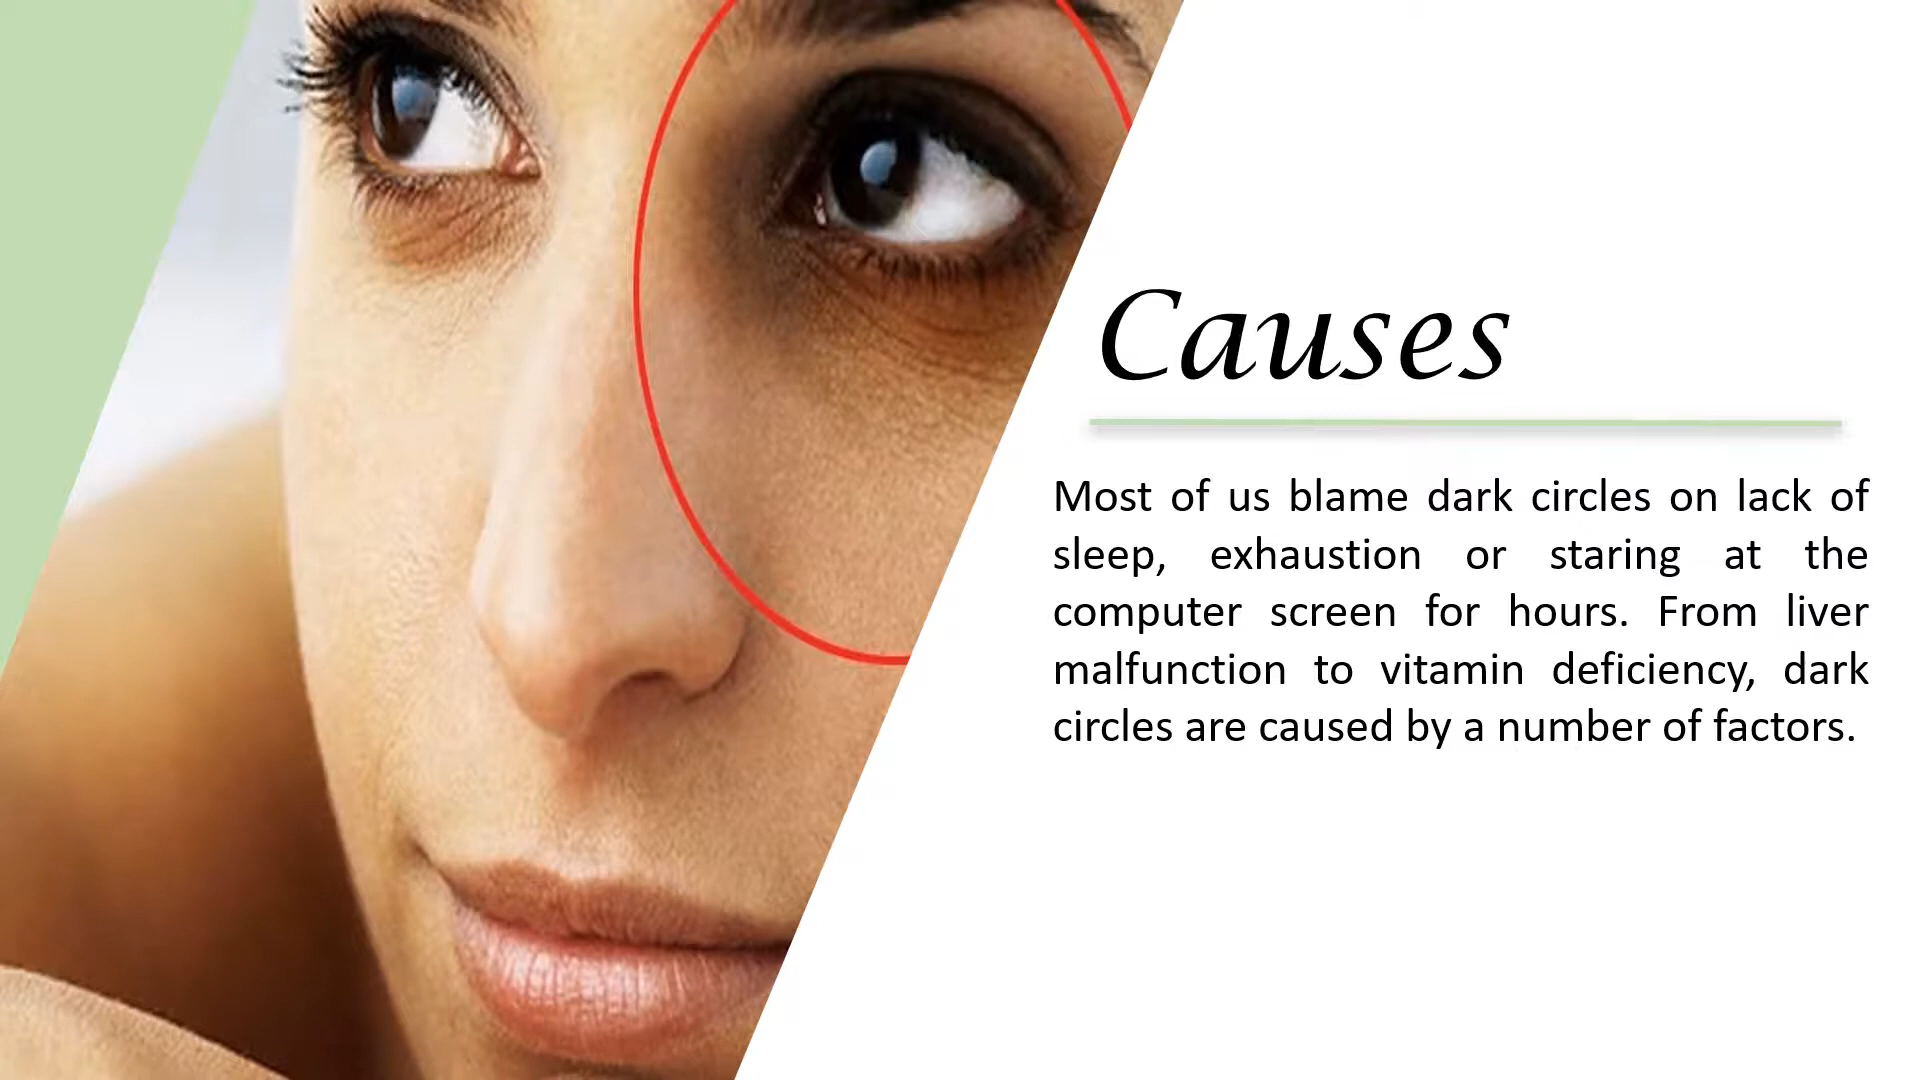 Causes
Most of us blame dark circles on lack of
sleep, exhaustion or staring at the
computer screen for hours. From liver
malfunction to vitamin deficiency, dark
circles are caused by a number of factors.